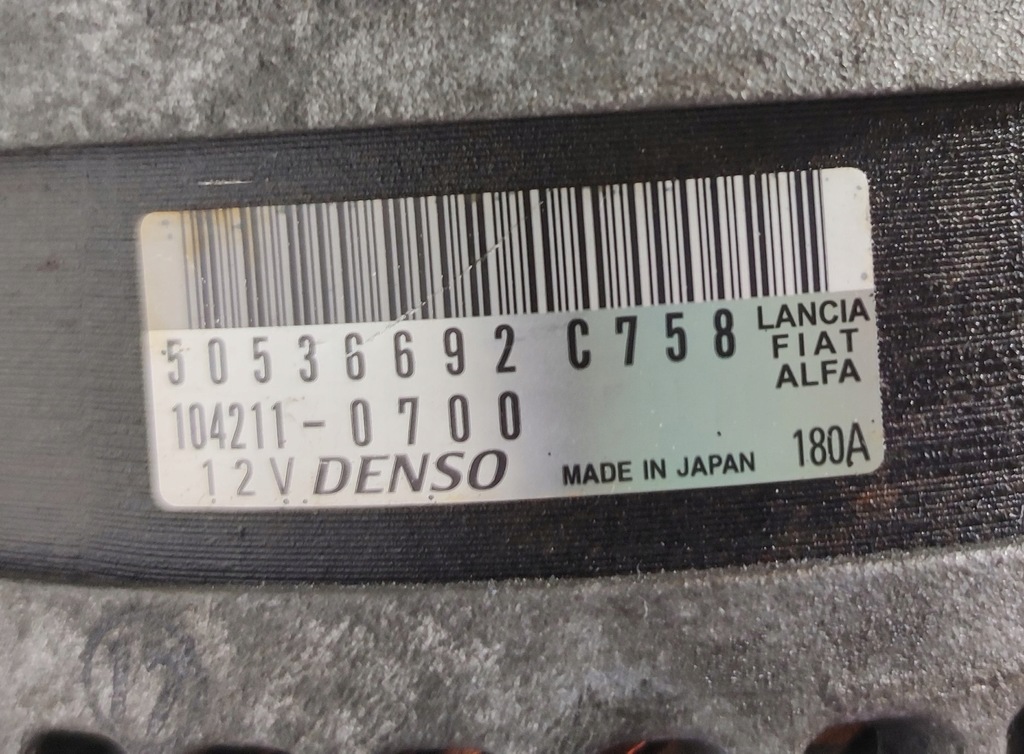 50536692 C758
LANCIA
FIAT
ALFA
104211-0700
12V DENSO MADE IN JAPAN 180A